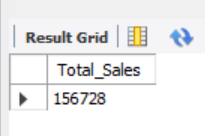 Result Grid
Total_Sales
156728